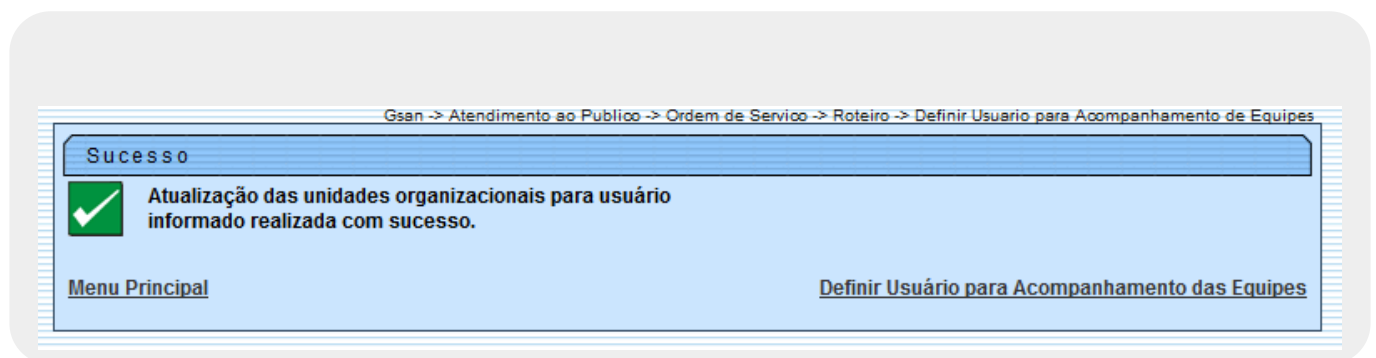 Gsan -> Atendimento ao Publico -> Ordem de Servico -> Roteiro -> Definir Usuario para Acompanhamento de Equipes
Sucesso
Atualização das unidades organizacionais para usuário
informado realizada com sucesso.
Menu Principal
Definir Usuário para Acompanhamento das Equipes